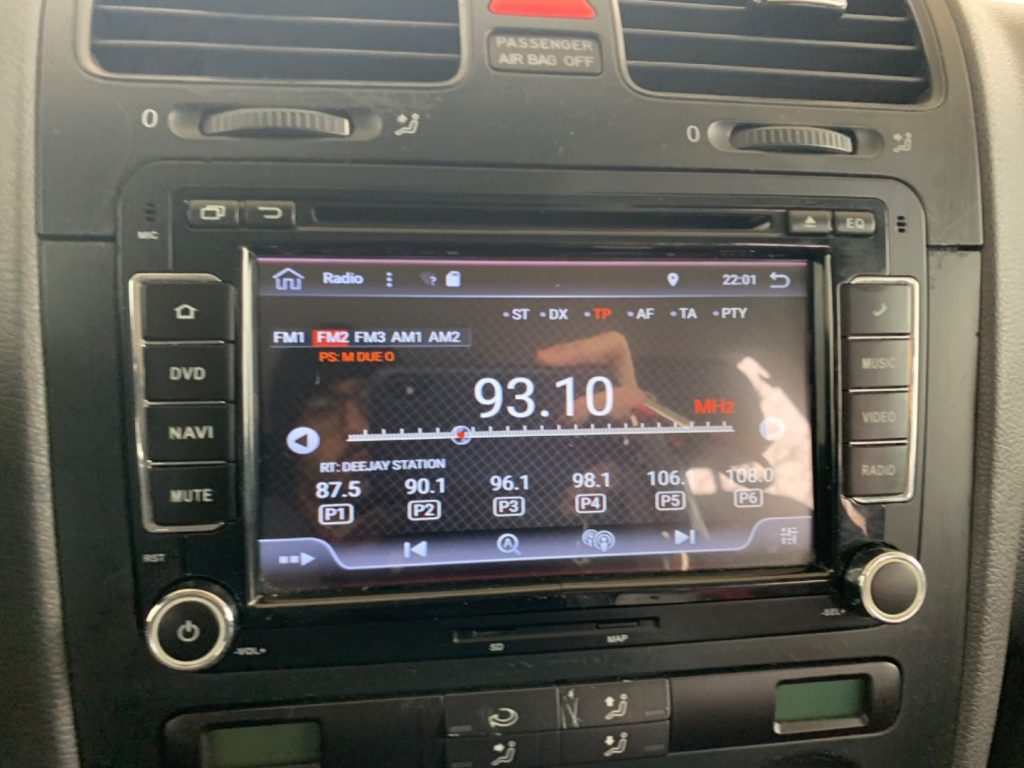 PASSENGER
AIR BAG OFF
0
0
MIC
EQ
Radio
22:01
ST DX TP AF TA PTY
FM1 FM2 FM3 AM1 AM2
PS: M DUE O
93.10 MHz
RT: DEEJAY STATION
87.5 90.1 96.1 98.1 106. 108.0
P1 P2 P3 P4 P5 P6
DVD
NAVI
MUTE
MUSIC
VIDEO
RADIO
RST
-VOL+
-SEL+
SD MAP